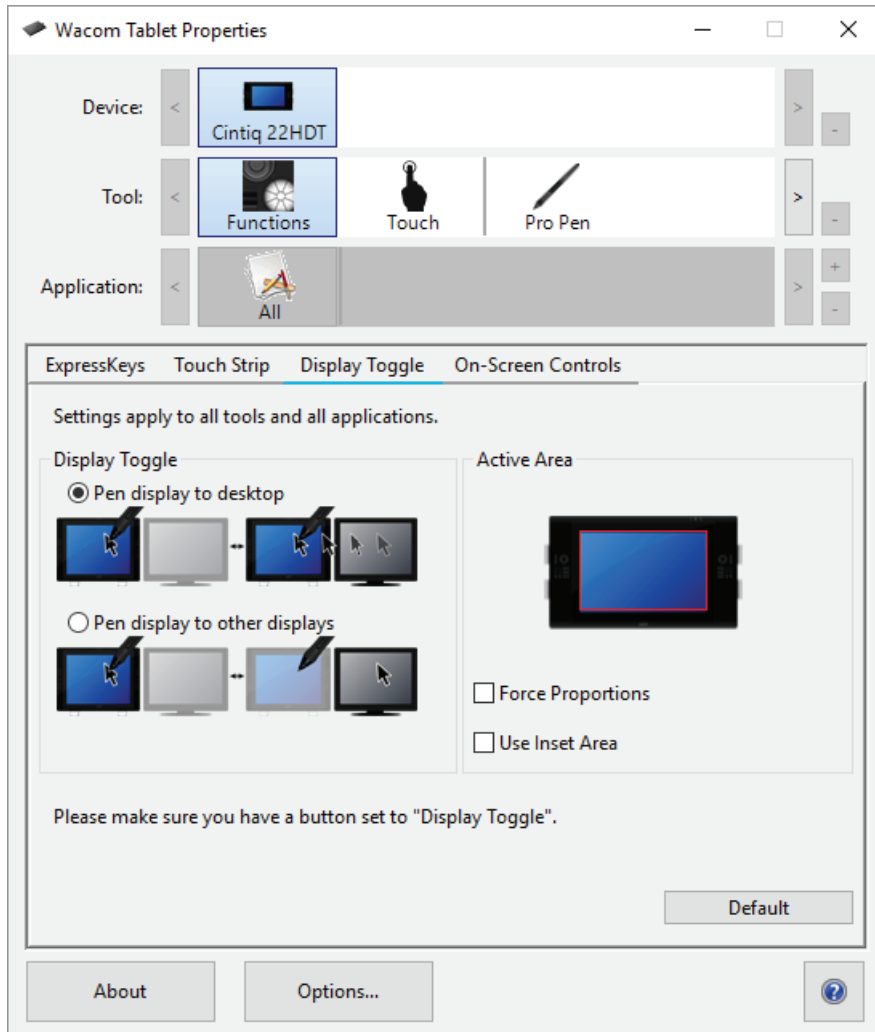 Wacom Tablet Properties
Device:
<
Cintiq 22HDT
>
-
Tool:
<
Functions
Touch
Pro Pen
>
-
Application:
<
All
>
+
-
ExpressKeys
Touch Strip
Display Toggle
On-Screen Controls
Settings apply to all tools and all applications.
Display Toggle
Pen display to desktop
Pen display to other displays
Active Area
Force Proportions
Use Inset Area
Please make sure you have a button set to "Display Toggle".
Default
About
Options...
?